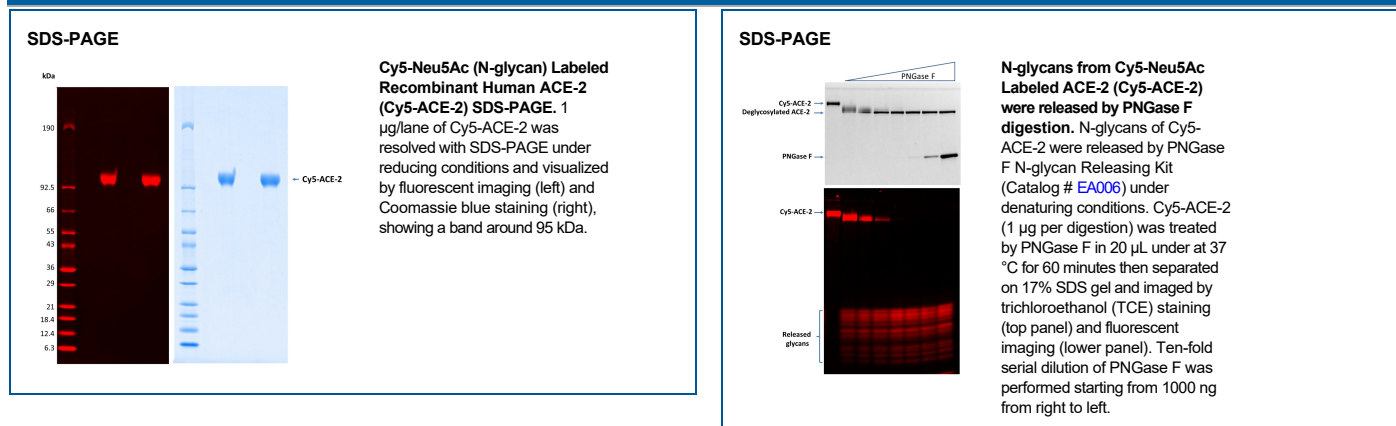 SDS-PAGE
kDa
190
92.5
66
55
43
36
29
21
18.4
12.4
6.3
← Cy5-ACE-2
Cy5-Neu5Ac (N-glycan) Labeled
Recombinant Human ACE-2
(Cy5-ACE-2) SDS-PAGE. 1
µg/lane of Cy5-ACE-2 was
resolved with SDS-PAGE under
reducing conditions and visualized
by fluorescent imaging (left) and
Coomassie blue staining (right),
showing a band around 95 kDa.
SDS-PAGE
PNGase F
Cy5-ACE-2
Deglycosylated ACE-2
PNGase F
Cy5-ACE-2
Released
glycans
N-glycans from Cy5-Neu5Ac
Labeled ACE-2 (Cy5-ACE-2)
were released by PNGase F
digestion. N-glycans of Cy5-
ACE-2 were released by PNGase
F N-glycan Releasing Kit
(Catalog # EA006) under
denaturing conditions. Cy5-ACE-2
(1 µg per digestion) was treated
by PNGase F in 20 µL under at 37
°C for 60 minutes then separated
on 17% SDS gel and imaged by
trichloroethanol (TCE) staining
(top panel) and fluorescent
imaging (lower panel). Ten-fold
serial dilution of PNGase F was
performed starting from 1000 ng
from right to left.